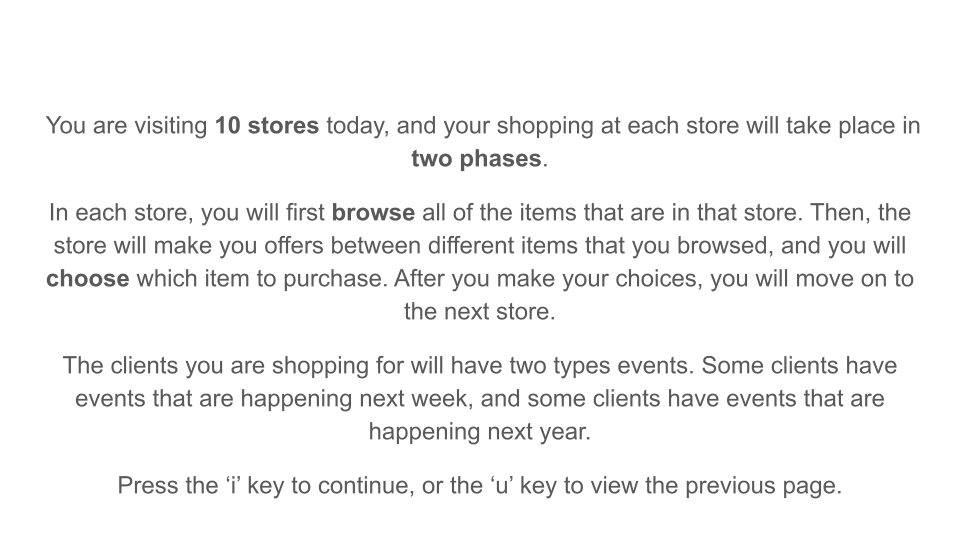 You are visiting 10 stores today, and your shopping at each store will take place in
two phases.
In each store, you will first browse all of the items that are in that store. Then, the
store will make you offers between different items that you browsed, and you will
choose which item to purchase. After you make your choices, you will move on to
the next store.
The clients you are shopping for will have two types events. Some clients have
events that are happening next week, and some clients have events that are
happening next year.
Press the ‘i’ key to continue, or the ‘u’ key to view the previous page.